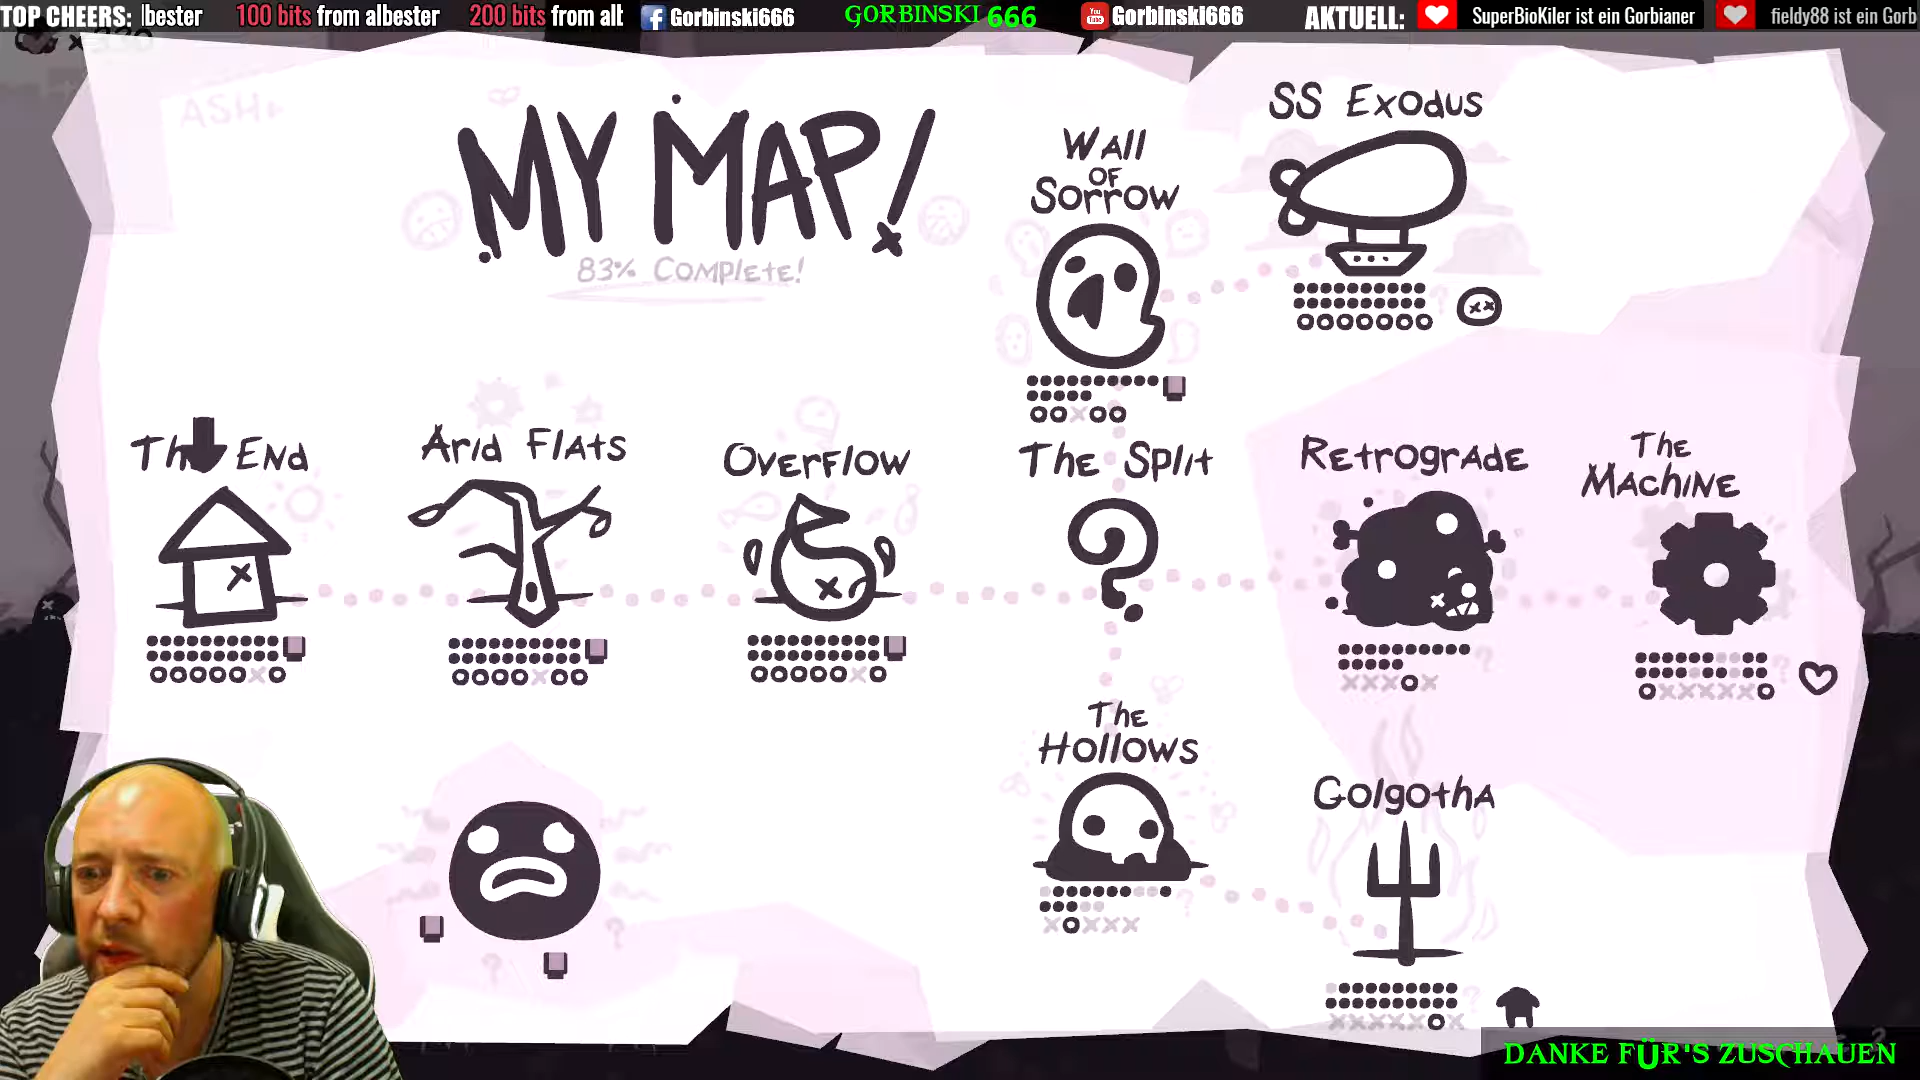 TOP CHEERS: lbester 100 bits from albester 200 bits from alb
Gorbinski666
GORBINSKI 666
Gorbinski666
AKTUELL: SuperBioKiler ist ein Gorbianer fieldy88 ist ein Gorb
MY MAP!
83% Complete!
Wall
of
Sorrow
SS Exodus
The End
Arid Flats
Overflow
The Split
Retrograde
The
Machine
The
Hollows
Golgotha
DANKE FÜR'S ZUSCHAUEN